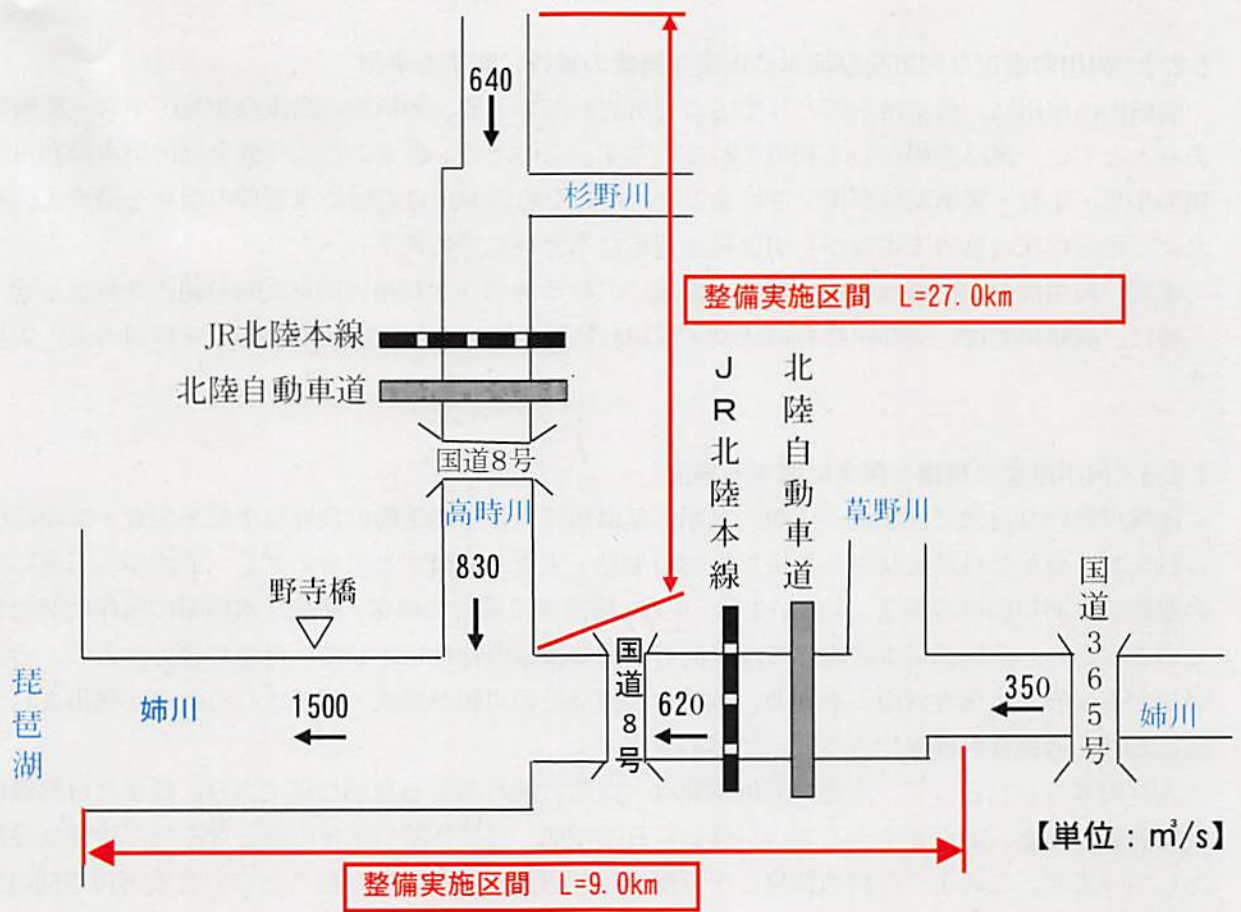 640
杉野川
整備実施区間 L=27.0km
JR北陸本線
北陸自動車道
国道8号
高時川
830
野寺橋
琵琶湖
姉川
1500
国道8号
620
JR北陸本線
北陸自動車道
草野川
350
国道365号
姉川
【単位:㎥/s】
整備実施区間 L=9.0km